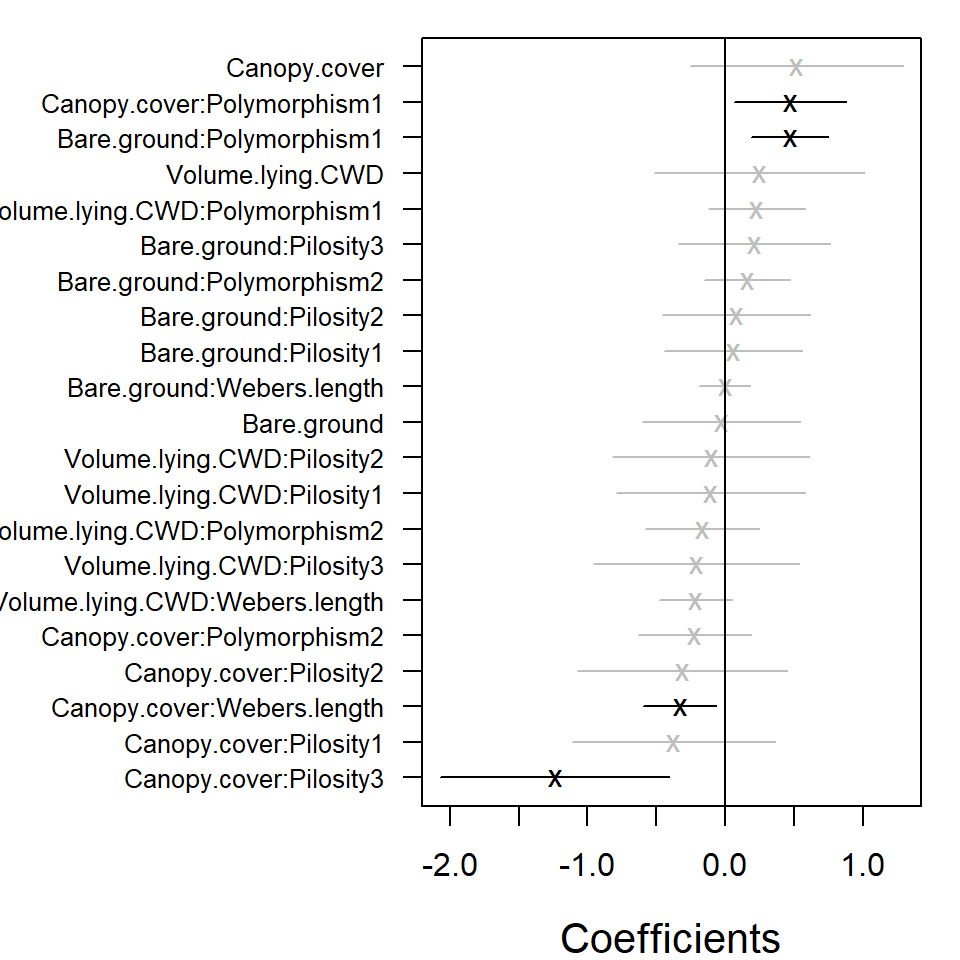 Canopy.cover
Canopy.cover:Polymorphism1
Bare.ground:Polymorphism1
Volume.lying.CWD
olume.lying.CWD:Polymorphism1
Bare.ground:Pilosity3
Bare.ground:Polymorphism2
Bare.ground:Pilosity2
Bare.ground:Pilosity1
Bare.ground:Webers.length
Bare.ground
Volume.lying.CWD:Pilosity2
Volume.lying.CWD:Pilosity1
olume.lying.CWD:Polymorphism2
Volume.lying.CWD:Pilosity3
Volume.lying.CWD:Webers.length
Canopy.cover:Polymorphism2
Canopy.cover:Pilosity2
Canopy.cover:Webers.length
Canopy.cover:Pilosity1
Canopy.cover:Pilosity3
-2.0 -1.0 0.0 1.0
Coefficients